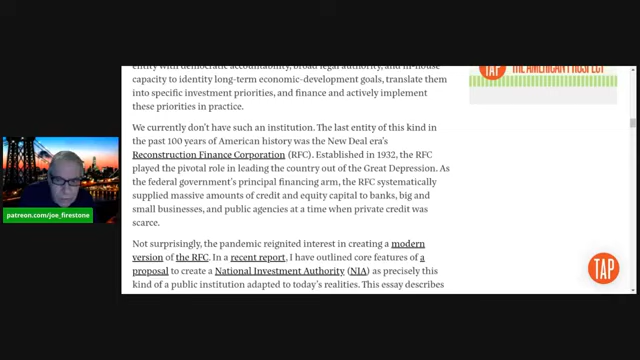 entity with democratic accountability, broad legal authority, and in-house
capacity to identity long-term economic-development goals, translate them
into specific investment priorities, and finance and actively implement
these priorities in practice.
We currently don't have such an institution. The last entity of this kind in
the past 100 years of American history was the New Deal era's
Reconstruction Finance Corporation (RFC). Established in 1932, the RFC
played the pivotal role in leading the country out of the Great Depression. As
the federal government's principal financing arm, the RFC systematically
supplied massive amounts of credit and equity capital to banks, big and
small businesses, and public agencies at a time when private credit was
scarce.
Not surprisingly, the pandemic reignited interest in creating a modern
version of the RFC. In a recent report, I have outlined core features of a
proposal to create a National Investment Authority (NIA) as precisely this
kind of a public institution adapted to today's realities. This essay describes
TAP
THE AMERICAN PROSPECT
patreon.com/joe_firestone
TAP